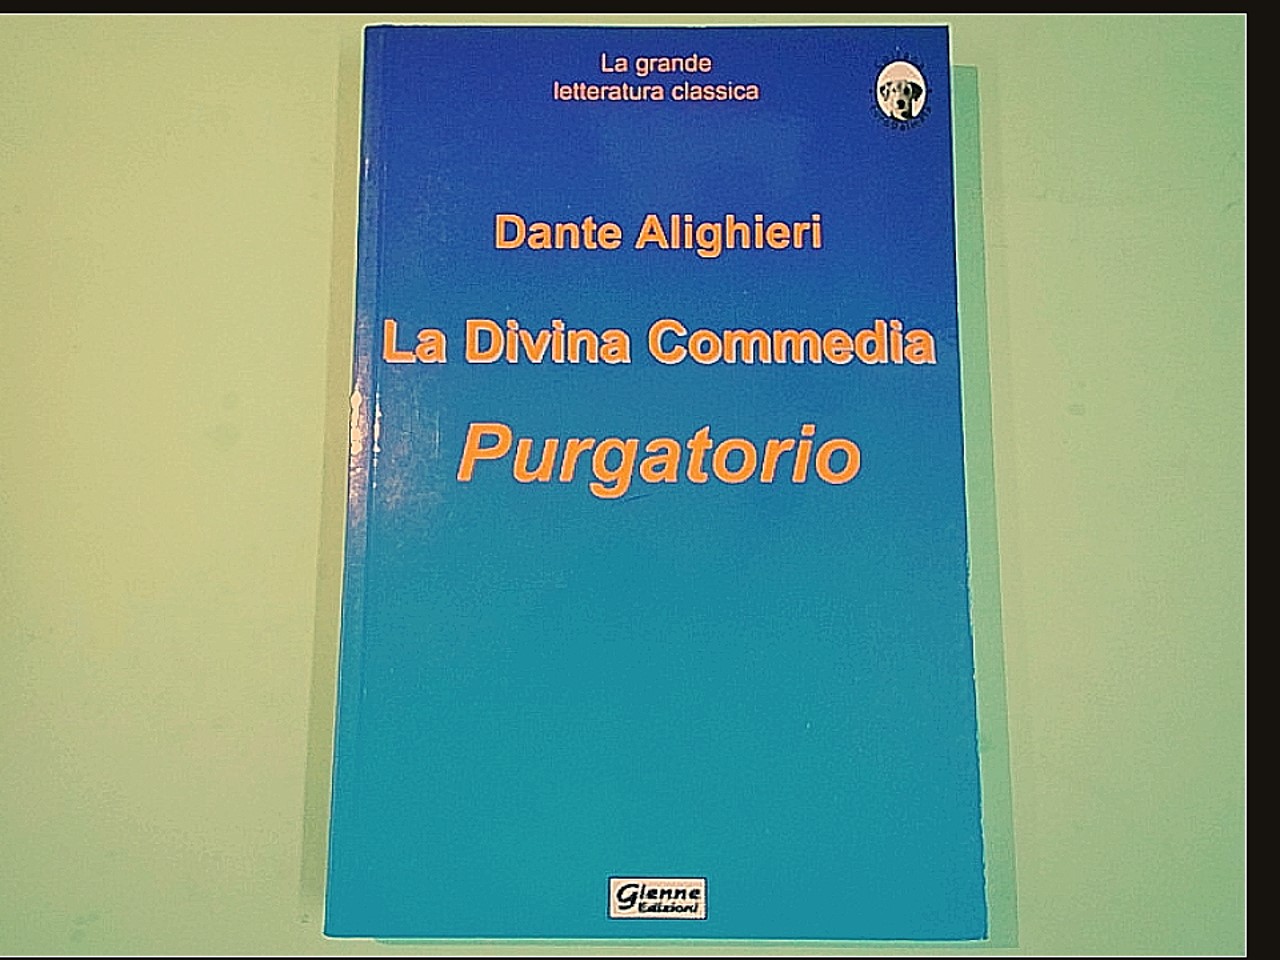 La grande
letteratura classica
Dante Alighieri
La Divina Commedia
Purgatorio
Glenne
Edizioni